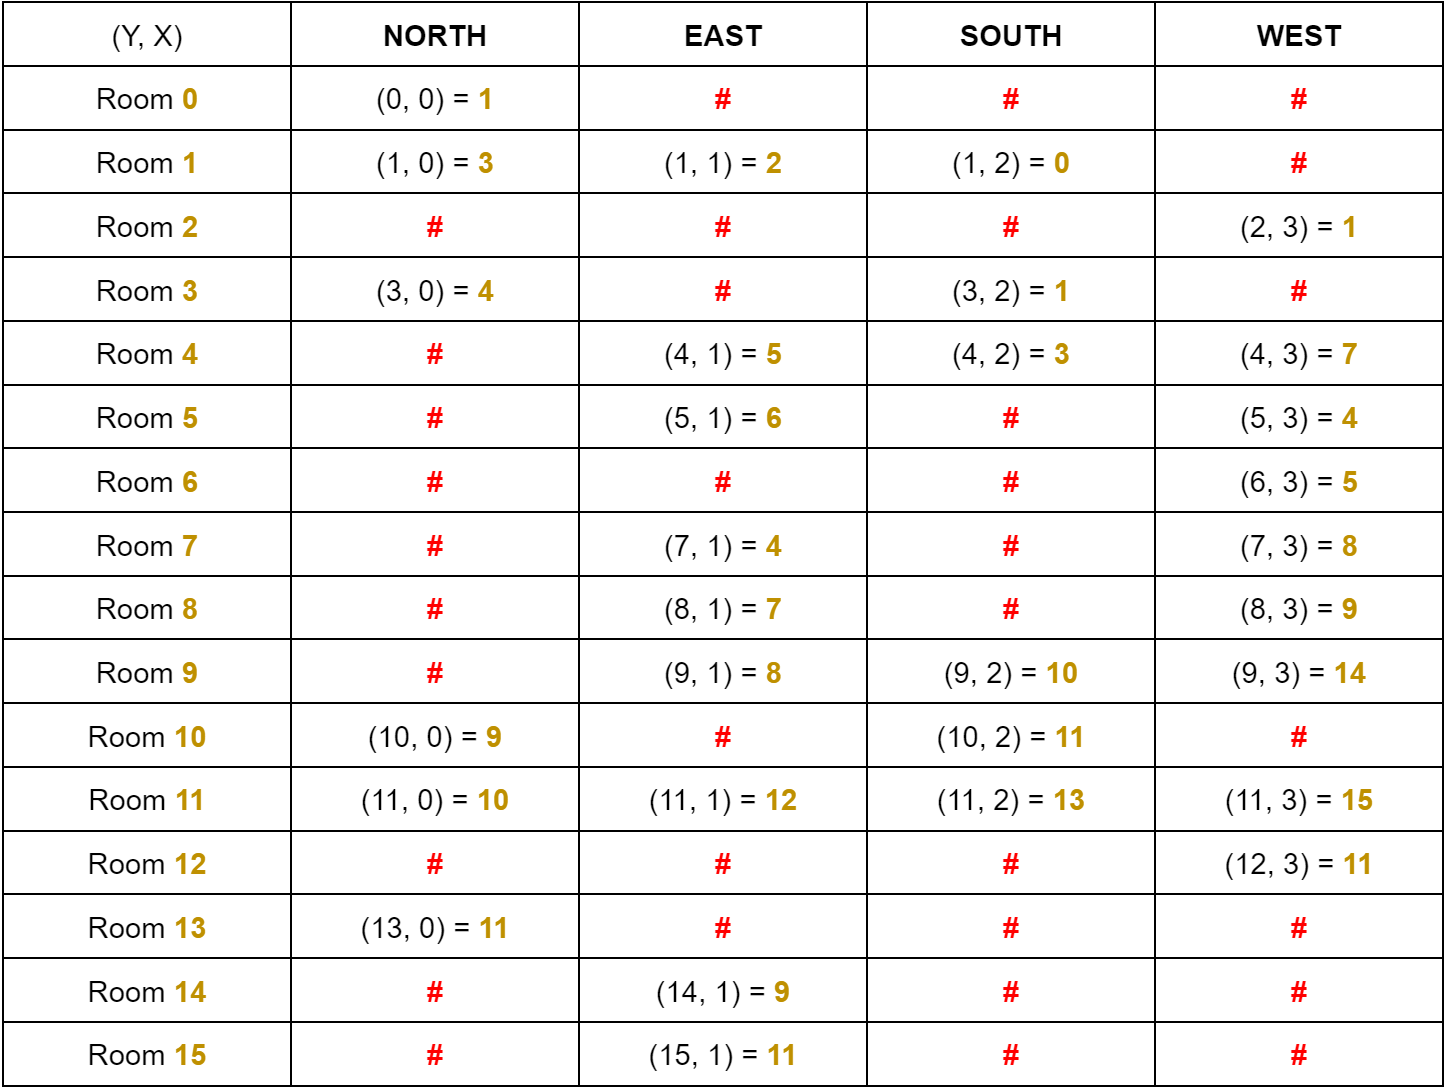 (Y, X) NORTH EAST SOUTH WEST
Room 0 (0, 0) = 1 # # #
Room 1 (1, 0) = 3 (1, 1) = 2 (1, 2) = 0 #
Room 2 # # # (2, 3) = 1
Room 3 (3, 0) = 4 # (3, 2) = 1 #
Room 4 # (4, 1) = 5 (4, 2) = 3 (4, 3) = 7
Room 5 # (5, 1) = 6 # (5, 3) = 4
Room 6 # # # (6, 3) = 5
Room 7 # (7, 1) = 4 # (7, 3) = 8
Room 8 # (8, 1) = 7 # (8, 3) = 9
Room 9 # (9, 1) = 8 (9, 2) = 10 (9, 3) = 14
Room 10 (10, 0) = 9 # (10, 2) = 11 #
Room 11 (11, 0) = 10 (11, 1) = 12 (11, 2) = 13 (11, 3) = 15
Room 12 # # # (12, 3) = 11
Room 13 (13, 0) = 11 # # #
Room 14 # (14, 1) = 9 # #
Room 15 # (15, 1) = 11 # #